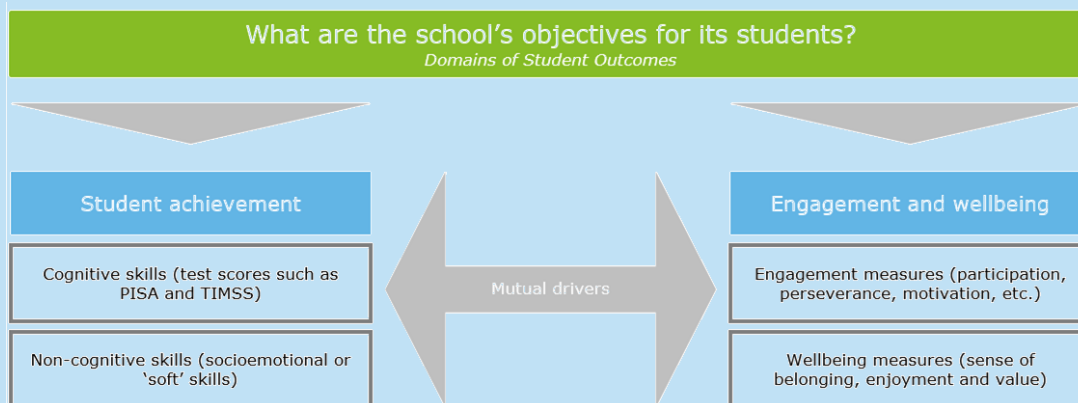 What are the school’s objectives for its students?
Domains of Student Outcomes
Student achievement
Cognitive skills (test scores such as
PISA and TIMSS)
Non-cognitive skills (socioemotional or
‘soft’ skills)
Mutual drivers
Engagement and wellbeing
Engagement measures (participation,
perseverance, motivation, etc.)
Wellbeing measures (sense of
belonging, enjoyment and value)